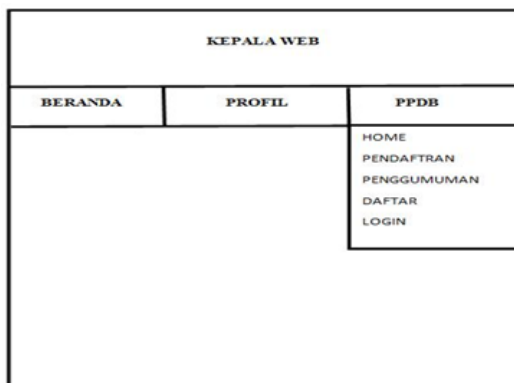 KEPALA WEB
BERANDA PROFIL PPDB
HOME
PENDAFTRAN
PENGGUMUMAN
DAFTAR
LOGIN